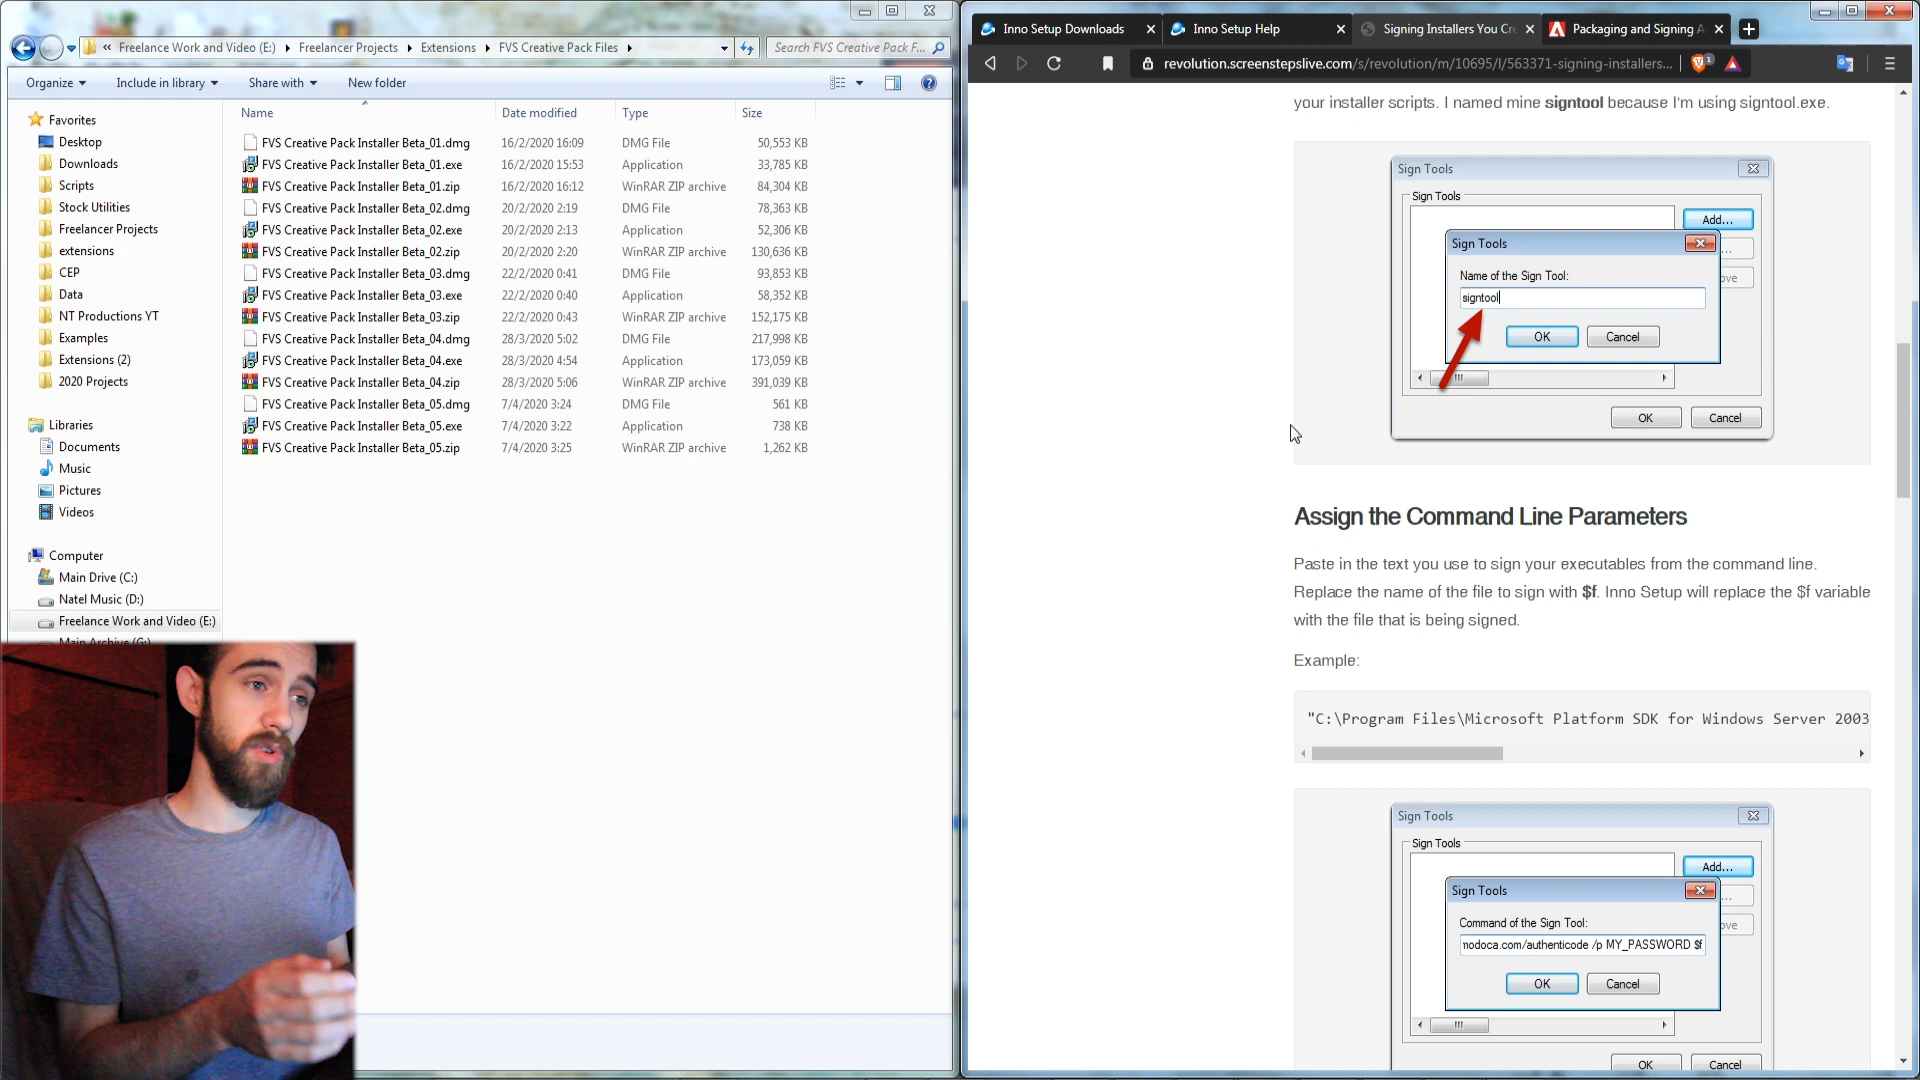 « Freelance Work and Video (E:) Freelancer Projects Extensions FVS Creative Pack Files
Search FVS Creative Pack F...
Organize Include in library Share with New folder
Name Date modified Type Size
Favorites
Desktop
Downloads
Scripts
Stock Utilities
Freelancer Projects
extensions
CEP
Data
NT Productions YT
Examples
Extensions (2)
2020 Projects
Libraries
Documents
Music
Pictures
Videos
Computer
Main Drive (C:)
Natel Music (D:)
Freelance Work and Video (E:)
Main Archive (G:)
FVS Creative Pack Installer Beta_01.dmg 16/2/2020 16:09 DMG File 50,553 KB
FVS Creative Pack Installer Beta_01.exe 16/2/2020 15:53 Application 33,785 KB
FVS Creative Pack Installer Beta_01.zip 16/2/2020 16:12 WinRAR ZIP archive 84,304 KB
FVS Creative Pack Installer Beta_02.dmg 20/2/2020 2:19 DMG File 78,363 KB
FVS Creative Pack Installer Beta_02.exe 20/2/2020 2:13 Application 52,306 KB
FVS Creative Pack Installer Beta_02.zip 20/2/2020 2:20 WinRAR ZIP archive 130,636 KB
FVS Creative Pack Installer Beta_03.dmg 22/2/2020 0:41 DMG File 93,853 KB
FVS Creative Pack Installer Beta_03.exe 22/2/2020 0:40 Application 58,352 KB
FVS Creative Pack Installer Beta_03.zip 22/2/2020 0:43 WinRAR ZIP archive 152,175 KB
FVS Creative Pack Installer Beta_04.dmg 28/3/2020 5:02 DMG File 217,998 KB
FVS Creative Pack Installer Beta_04.exe 28/3/2020 4:54 Application 173,059 KB
FVS Creative Pack Installer Beta_04.zip 28/3/2020 5:06 WinRAR ZIP archive 391,039 KB
FVS Creative Pack Installer Beta_05.dmg 7/4/2020 3:24 DMG File 561 KB
FVS Creative Pack Installer Beta_05.exe 7/4/2020 3:22 Application 738 KB
FVS Creative Pack Installer Beta_05.zip 7/4/2020 3:25 WinRAR ZIP archive 1,262 KB
Inno Setup Downloads Inno Setup Help Signing Installers You Cre Packaging and Signing A
revolution.screenstepslive.com/s/revolution/m/10695/l/563371-signing-installers... 1
your installer scripts. I named mine signtool because I'm using signtool.exe.
Sign Tools
Sign Tools
Add...
Sign Tools
...
Name of the Sign Tool:
ove
signtool
OK Cancel
OK Cancel
Assign the Command Line Parameters
Paste in the text you use to sign your executables from the command line.
Replace the name of the file to sign with $f. Inno Setup will replace the $f variable
with the file that is being signed.
Example:
"C:\Program Files\Microsoft Platform SDK for Windows Server 2003
Sign Tools
Sign Tools
Add...
Sign Tools
...
Command of the Sign Tool:
ove
nodoca.com/authenticode /p MY_PASSWORD $f
OK Cancel
OK Cancel